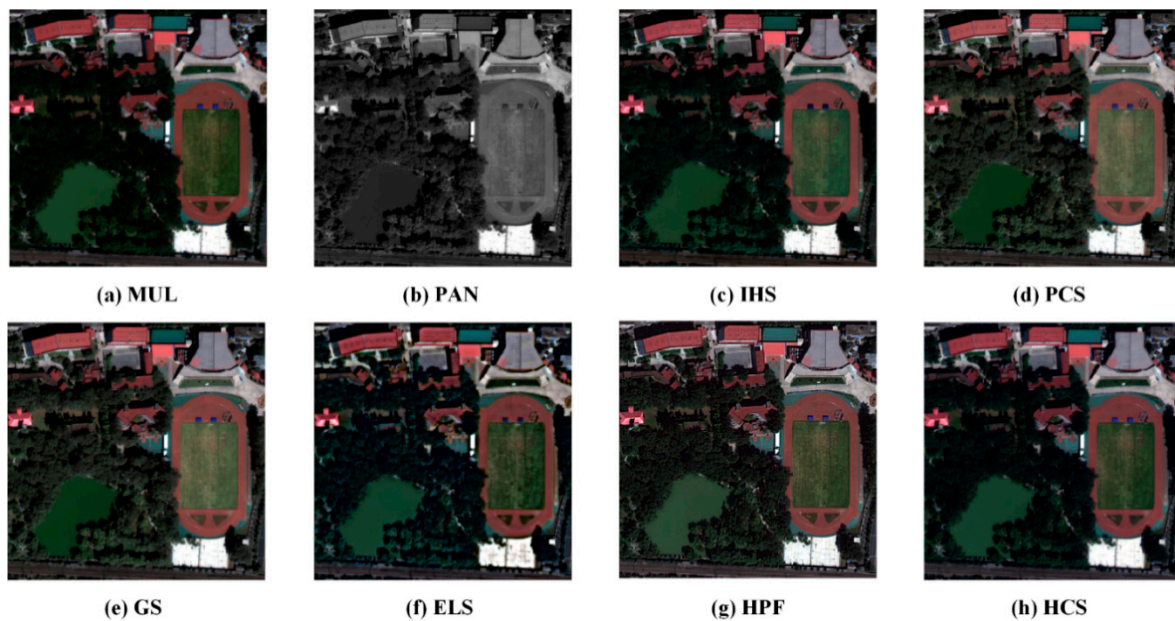 (a) MUL
(b) PAN
(c) IHS
(d) PCS
(e) GS
(f) ELS
(g) HPF
(h) HCS